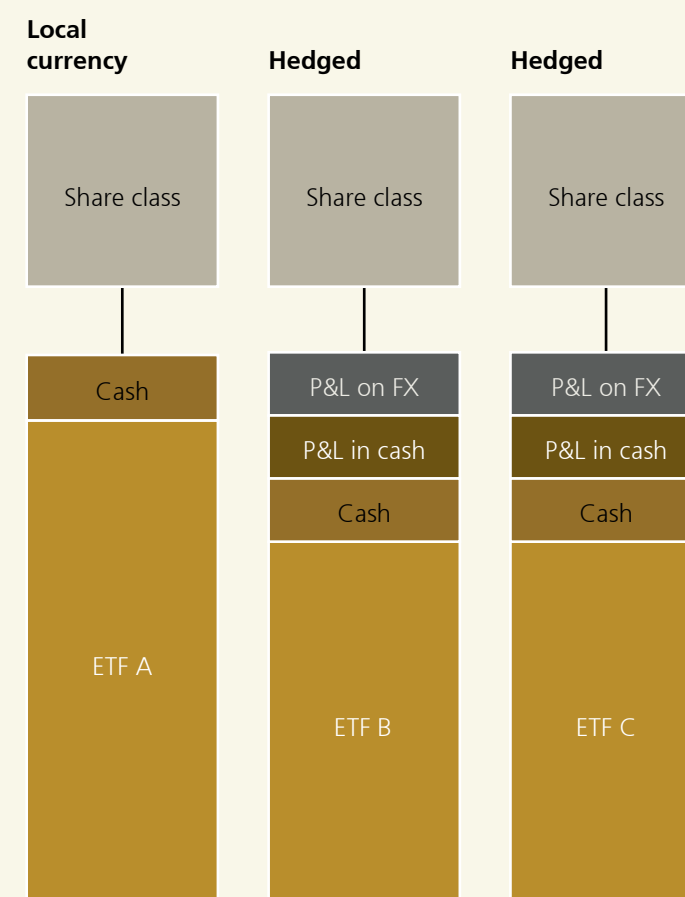 Local
currency
Hedged
Hedged
Share class
Share class
Share class
Cash
P&L on FX
P&L on FX
P&L in cash
P&L in cash
Cash
Cash
ETF A
ETF B
ETF C